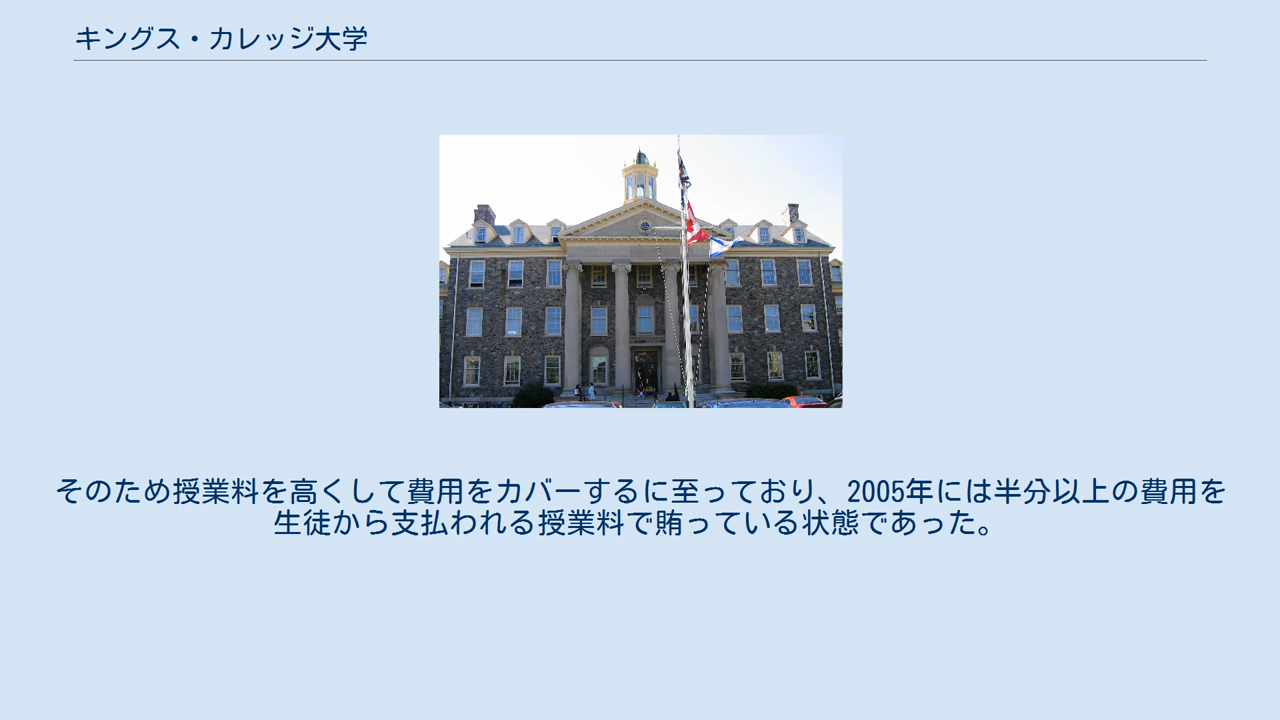 キングス・カレッジ大学
そのため授業料を高くして費用をカバーするに至っており、2005年には半分以上の費用を
生徒から支払われる授業料で賄っている状態であった。